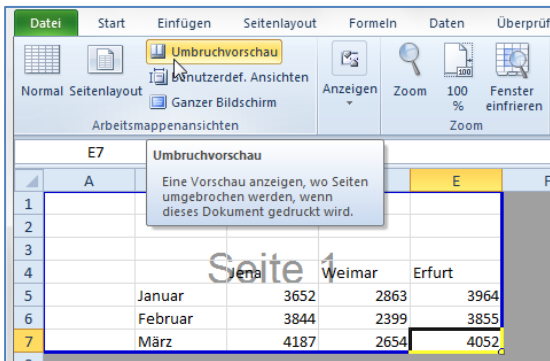 Datei Start Einfügen Seitenlayout Formeln Daten Überprüf
Umbruchvorschau
Benutzerdef. Ansichten
Ganzer Bildschirm
Normal Seitenlayout
Anzeigen
Zoom
100
100
%
Fenster
einfrieren
Arbeitsmappenansichten
Zoom
E7
Umbruchvorschau
Eine Vorschau anzeigen, wo Seiten
umgebrochen werden, wenn
dieses Dokument gedruckt wird.
A E F
1
2
3
Seite 1
4 Jena Weimar Erfurt
5 Januar 3652 2863 3964
6 Februar 3844 2399 3855
7 März 4187 2654 4052